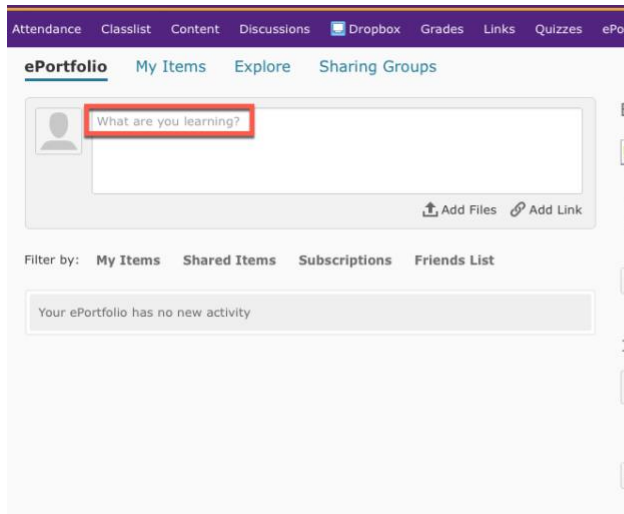 Attendance Classlist Content Discussions Dropbox Grades Links Quizzes ePo
ePortfolio My Items Explore Sharing Groups
What are you learning?
Add Files Add Link
Filter by: My Items Shared Items Subscriptions Friends List
Your ePortfolio has no new activity